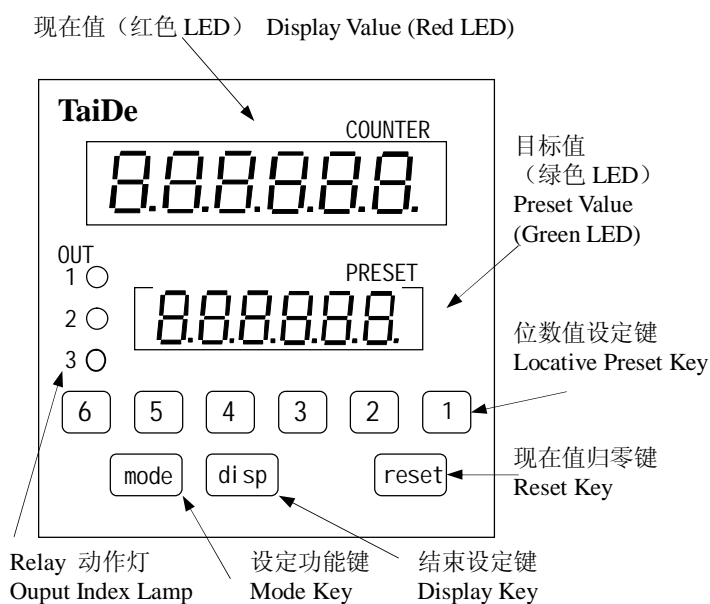 现在值（红色 LED） Display Value (Red LED)
TaiDe
COUNTER
8.8.8.8.8.8.
目标值
（绿色 LED）
Preset Value
(Green LED)
OUT
1
PRESET
8.8.8.8.8.8.
2
3
位数值设定键
Locative Preset Key
6 5 4 3 2 1
mode disp reset
现在值归零键
Reset Key
Relay 动作灯
Ouput Index Lamp
设定功能键
Mode Key
结束设定键
Display Key